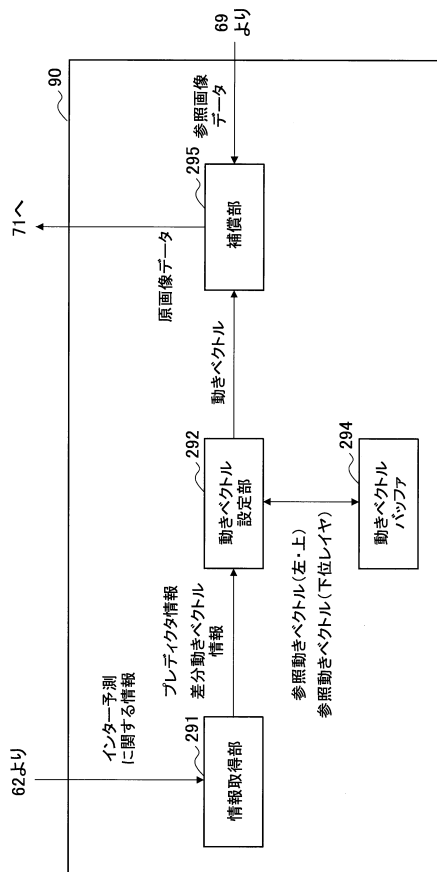 62より
インター予測
に関する情報
291
情報取得部
プレディクタ情報
差分動きベクトル
情報
292
動きベクトル
設定部
参照動きベクトル(左・上)
参照動きベクトル(下位レイヤ)
294
動きベクトル
バッファ
動きベクトル
71へ
原画像データ
295
補償部
参照画像
データ
69
より
90